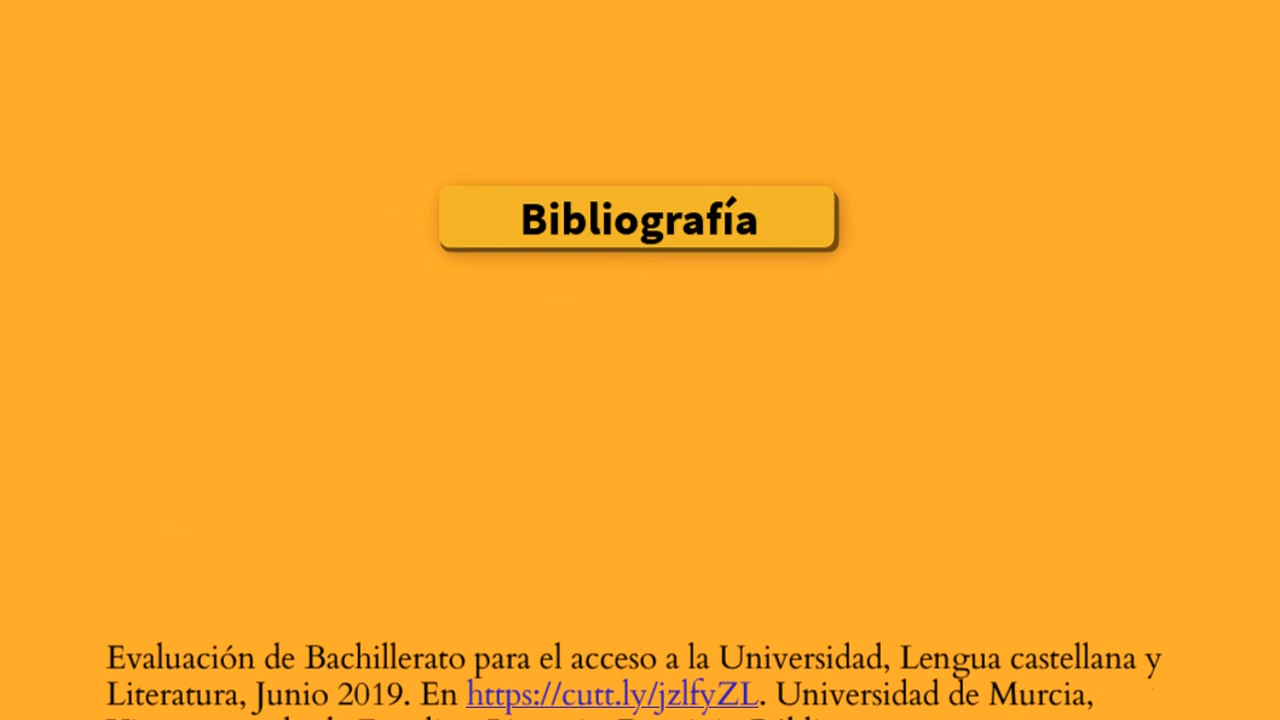 Bibliografía
Evaluación de Bachillerato para el acceso a la Universidad, Lengua castellana y
Literatura, Junio 2019. En https://cutt.ly/jzlfyZL. Universidad de Murcia,